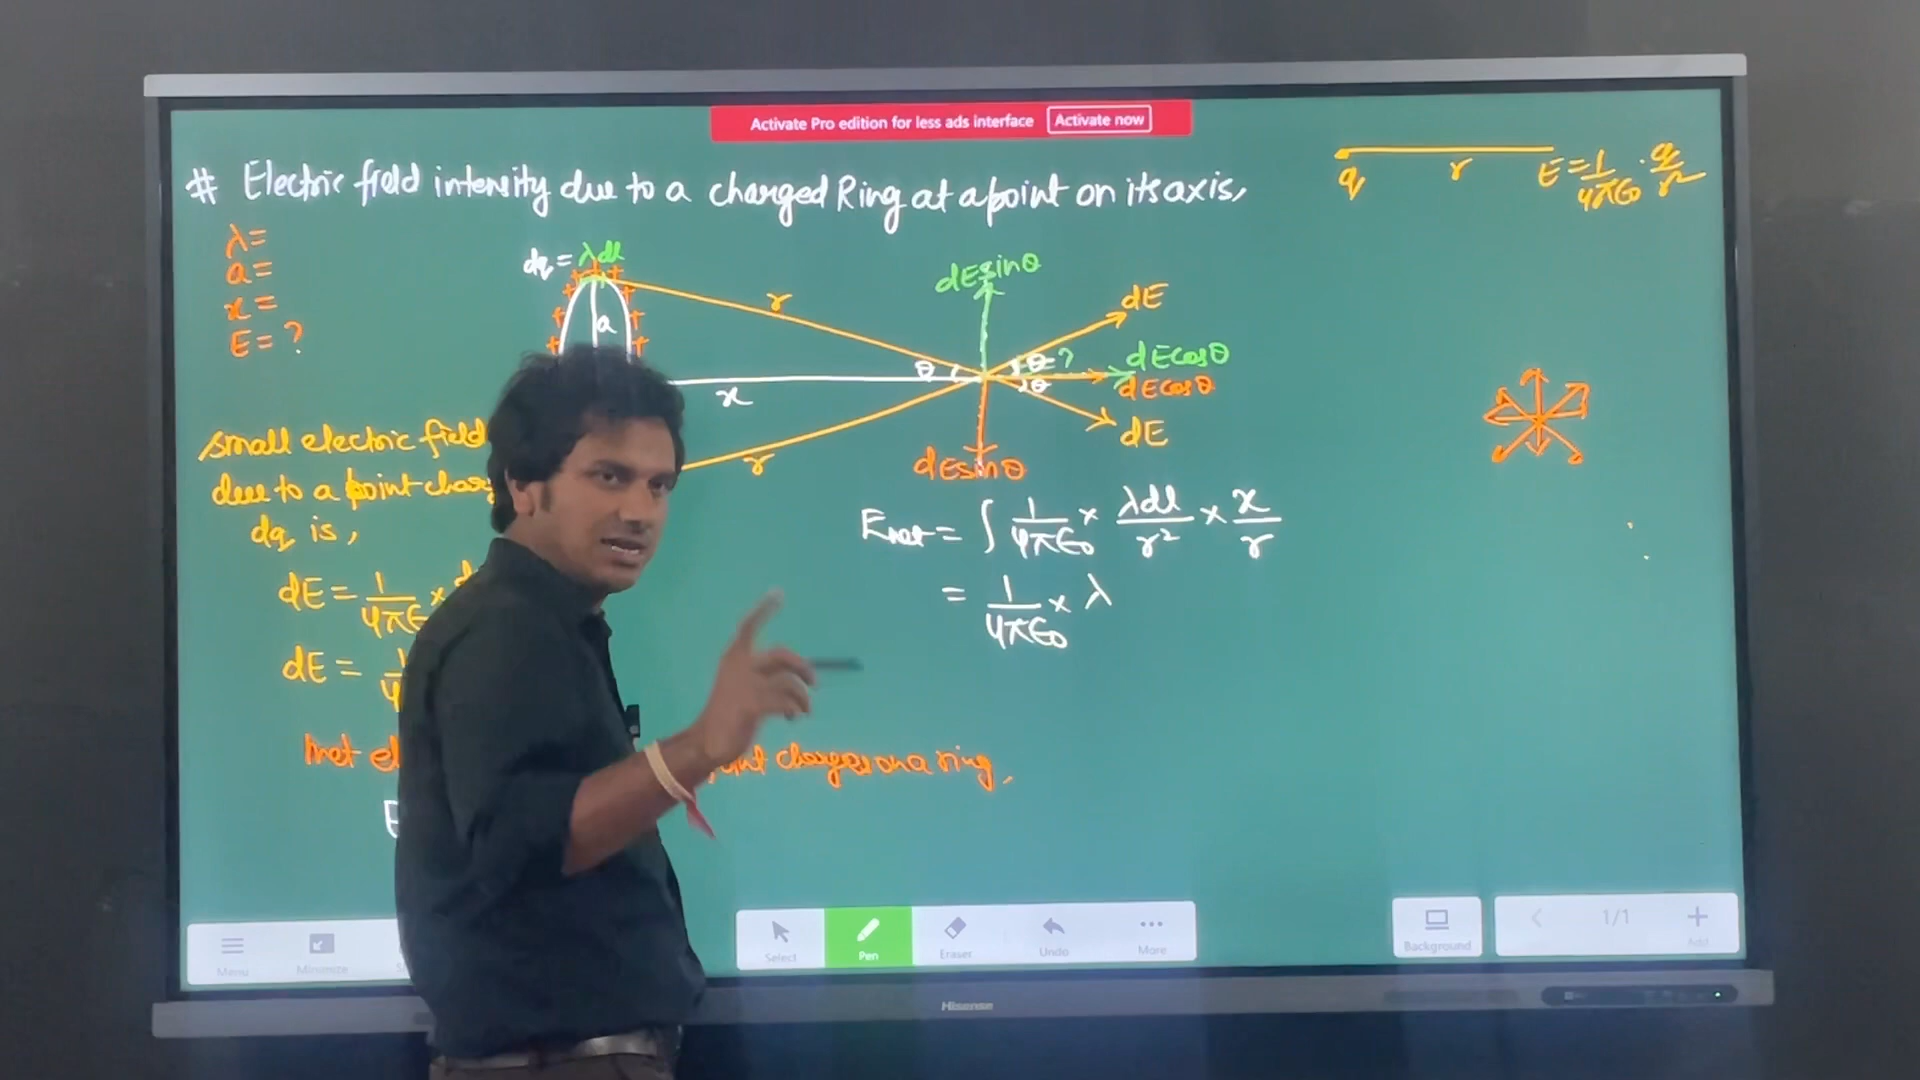 Activate Pro edition for less ads interface Activate now
# Electric field intensity due to a charged Ring at a point on its axis,
q r E = 1/4πε₀ · q/r²
λ =
a =
x =
E = ?
dq = λdl
a
r
x
r
θ
θ
θ
?
dEsinθ
dE
dEcosθ
dEcosθ
dE
dEsinθ
small electric field
due to a point charg
dq is,
dE = 1/4πε ×
dE =
Enet = ∫ 1/4πε₀ × λdl/r² × x/r
= 1/4πε₀ × λ
charges on a ring,
E
Menu
Minimize
Select
Pen
Eraser
Undo
More
Background
1/1
Add
Hisense